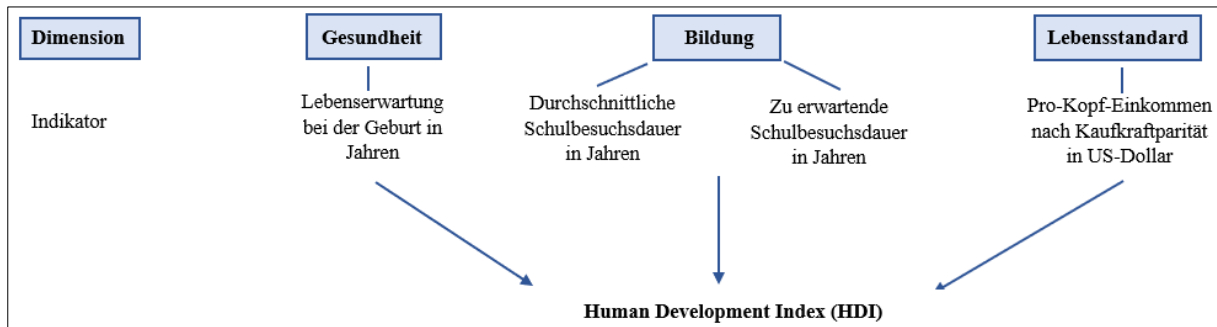 Dimension
Gesundheit
Bildung
Lebensstandard
Indikator
Lebenserwartung
bei der Geburt in
Jahren
Durchschnittliche
Schulbesuchsdauer
in Jahren
Zu erwartende
Schulbesuchsdauer
in Jahren
Pro-Kopf-Einkommen
nach Kaufkraftparität
in US-Dollar
Human Development Index (HDI)